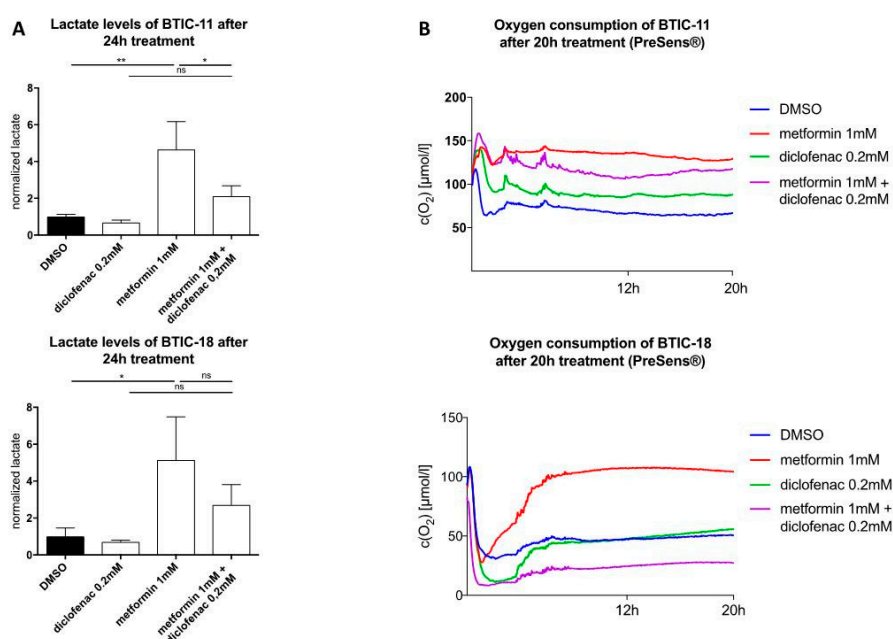 A
Lactate levels of BTIC-11 after
24h treatment
**
*
ns
8
6
4
2
0
normalized lactate
DMSO
diclofenac 0.2mM
metformin 1mM
metformin 1mM +
diclofenac 0,2mM
Lactate levels of BTIC-18 after
24h treatment
ns
*
ns
8
6
4
2
0
normalized lactate
DMSO
diclofenac 0.2mM
metformin 1mM
metformin 1mM +
diclofenac 0,2mM
B
Oxygen consumption of BTIC-11
after 20h treatment (PreSens®)
200
150
100
50
c(O₂) [µmol/l]
12h
20h
DMSO
metformin 1mM
diclofenac 0.2mM
metformin 1mM +
diclofenac 0.2mM
Oxygen consumption of BTIC-18
after 20h treatment (PreSens®)
150
100
50
0
c(O₂) [µmol/l]
12h
20h
DMSO
metformin 1mM
diclofenac 0.2mM
metformin 1mM +
diclofenac 0.2mM